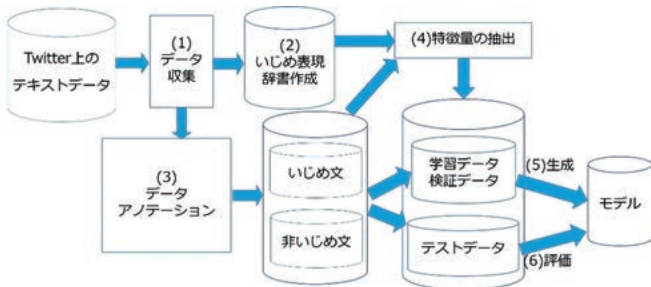 Twitter上の
テキストデータ
(1)
データ
収集
(2)
いじめ表現
辞書作成
(4)特徴量の抽出
(3)
データ
アノテーション
いじめ文
非いじめ文
学習データ
検証データ
テストデータ
(5)生成
モデル
(6)評価